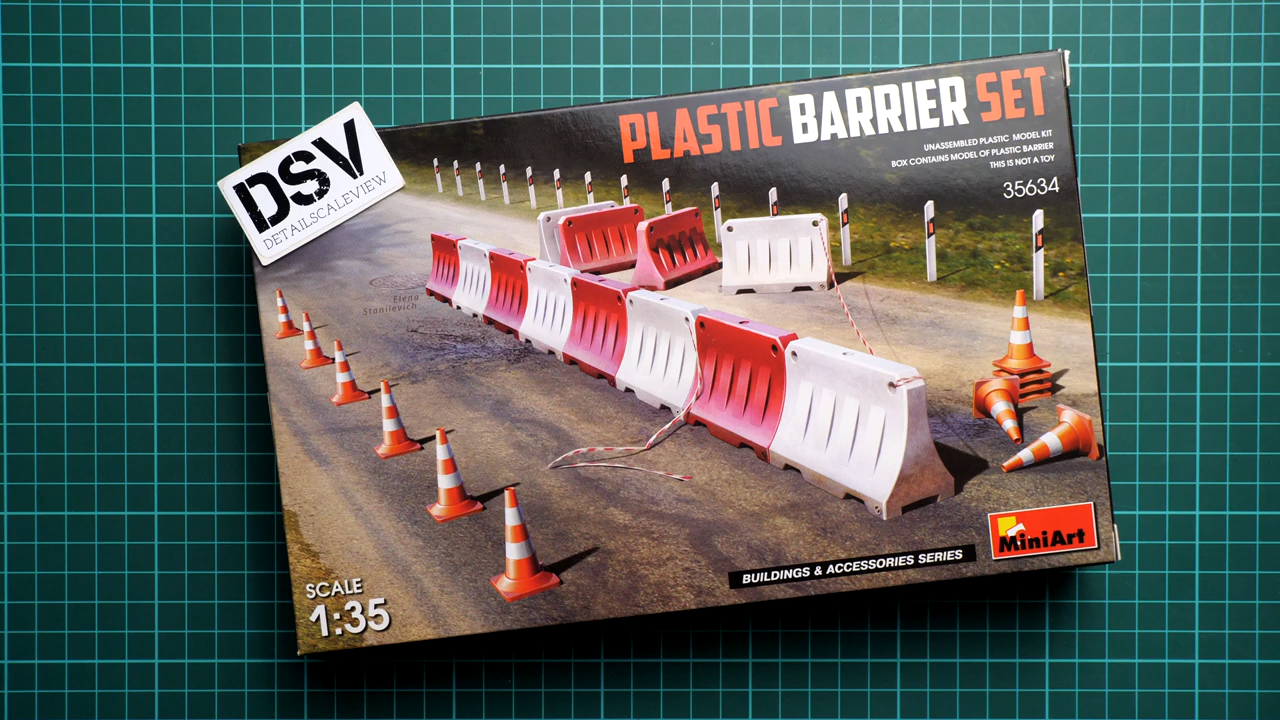 DSV
DETAILSCALEVIEW
PLASTIC BARRIER SET
UNASSEMBLED PLASTIC MODEL KIT
BOX CONTAINS MODEL OF PLASTIC BARRIER
THIS IS NOT A TOY
35634
Elena
Stanilevich
SCALE
1:35
BUILDINGS & ACCESSORIES SERIES
MiniArt